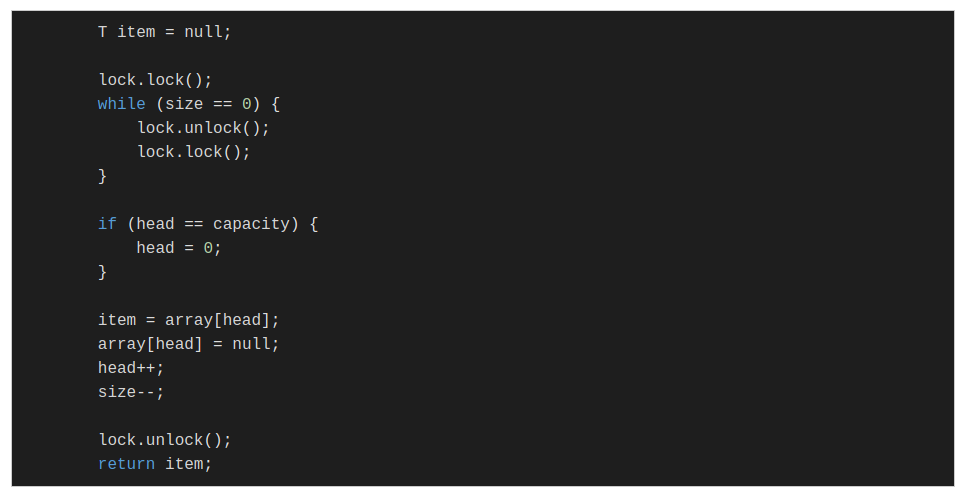 T item = null;

lock.lock();
while (size == 0) {
    lock.unlock();
    lock.lock();
}

if (head == capacity) {
    head = 0;
}

item = array[head];
array[head] = null;
head++;
size--;

lock.unlock();
return item;